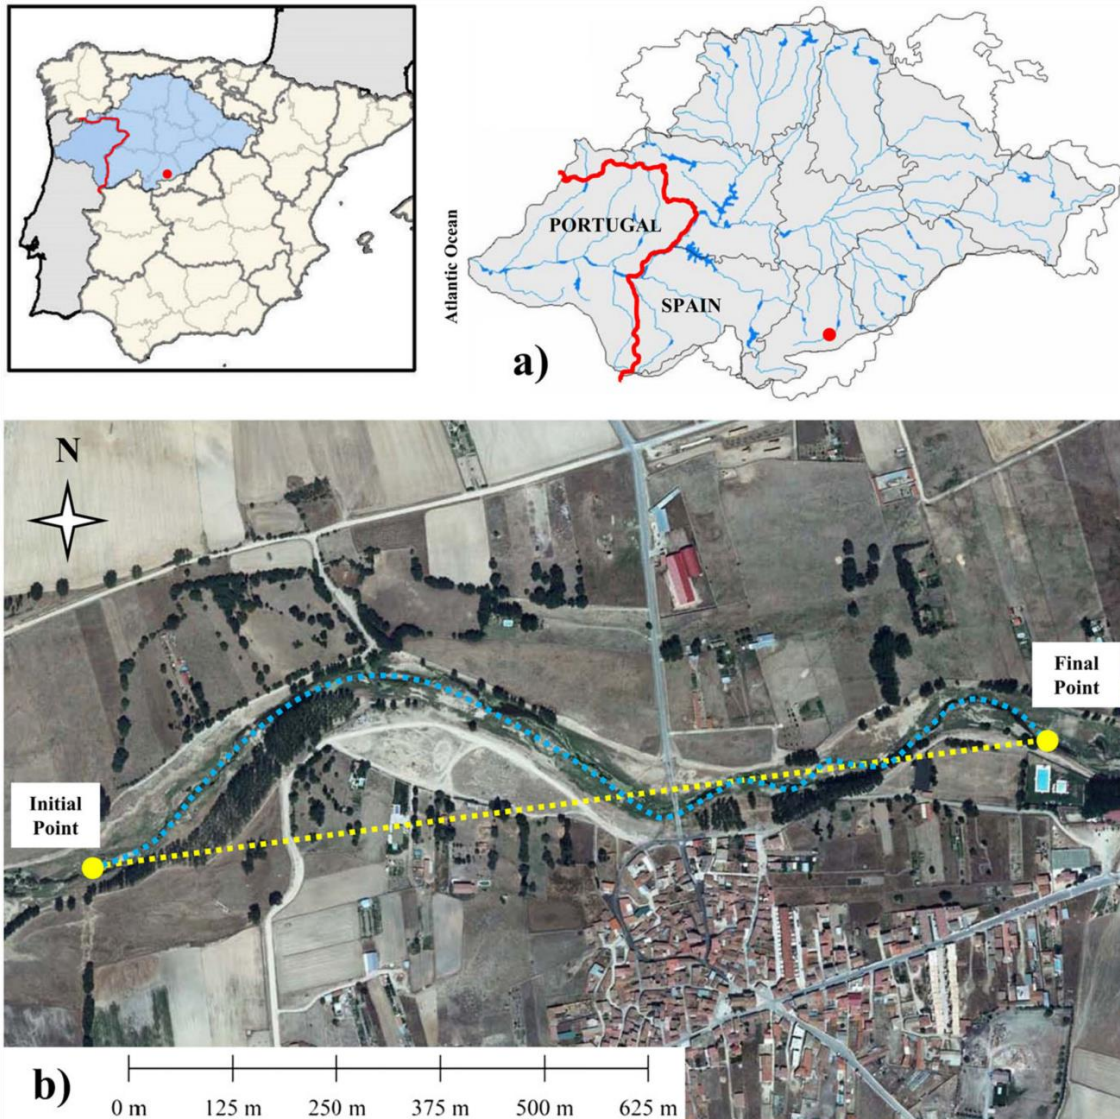 Atlantic Ocean
PORTUGAL
SPAIN
a)
N
Final
Point
Initial
Point
b)
0 m 125 m 250 m 375 m 500 m 625 m